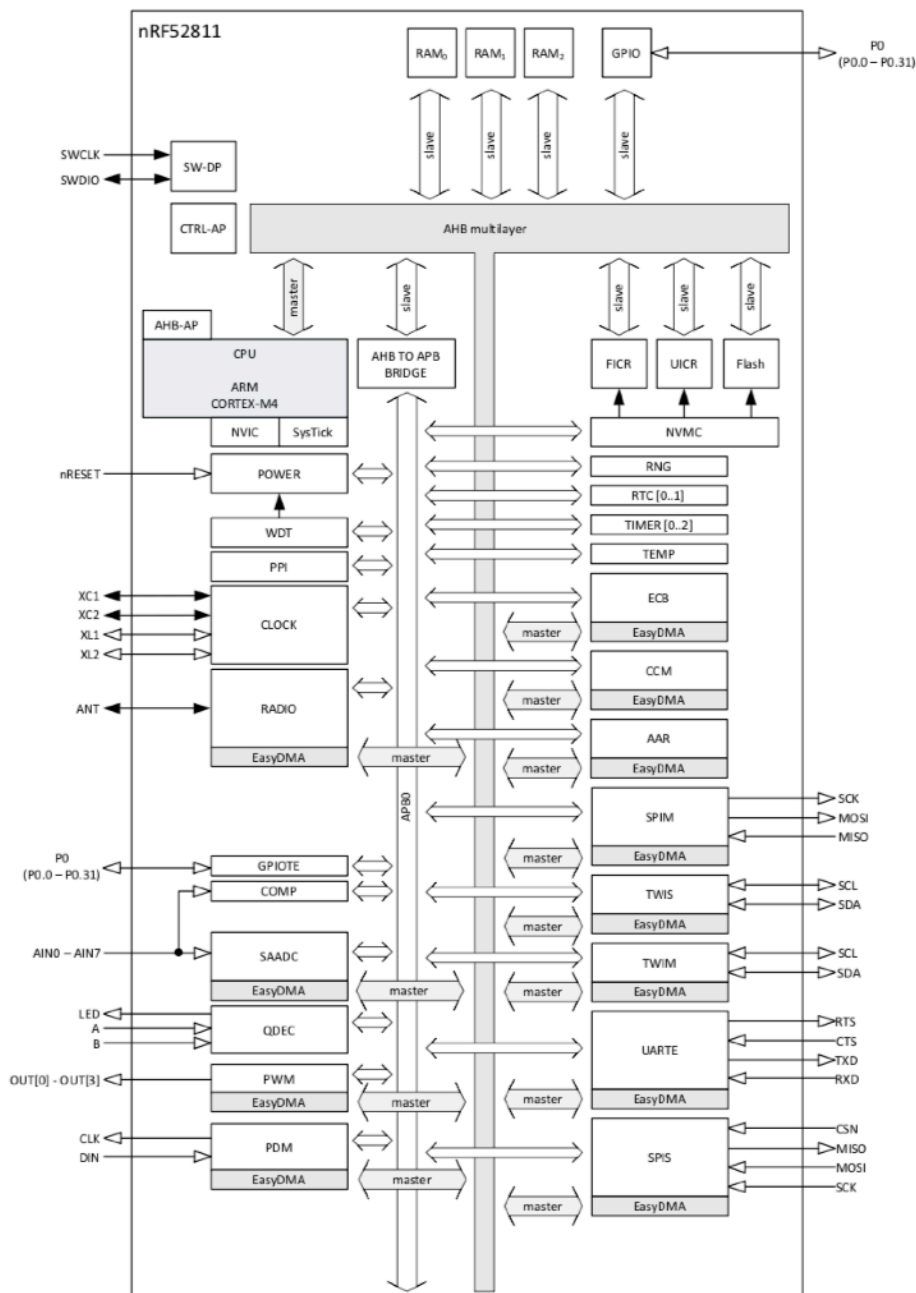 nRF52811
RAM₀
RAM₁
RAM₂
GPIO
P0
(P0.0 – P0.31)
slave
slave
slave
slave
SWCLK
SWDIO
SW-DP
CTRL-AP
AHB multilayer
master
slave
slave
slave
slave
AHB-AP
CPU
ARM
CORTEX-M4
NVIC
SysTick
AHB TO APB
BRIDGE
FICR
UICR
Flash
NVMC
nRESET
POWER
RNG
RTC [0..1]
WDT
TIMER [0..2]
PPI
TEMP
XC1
XC2
XL1
XL2
CLOCK
ECB
master
EasyDMA
CCM
master
EasyDMA
ANT
RADIO
EasyDMA
master
AAR
master
EasyDMA
APB0
SPIM
SCK
MOSI
MISO
master
EasyDMA
P0
(P0.0 – P0.31)
GPIOTE
COMP
TWIS
SCL
SDA
master
EasyDMA
AIN0 – AIN7
SAADC
EasyDMA
master
TWIM
SCL
SDA
master
EasyDMA
LED
A
B
QDEC
UARTE
RTS
CTS
TXD
RXD
master
EasyDMA
OUT[0] - OUT[3]
PWM
EasyDMA
master
CLK
DIN
PDM
EasyDMA
master
SPIS
CSN
MISO
MOSI
SCK
master
EasyDMA